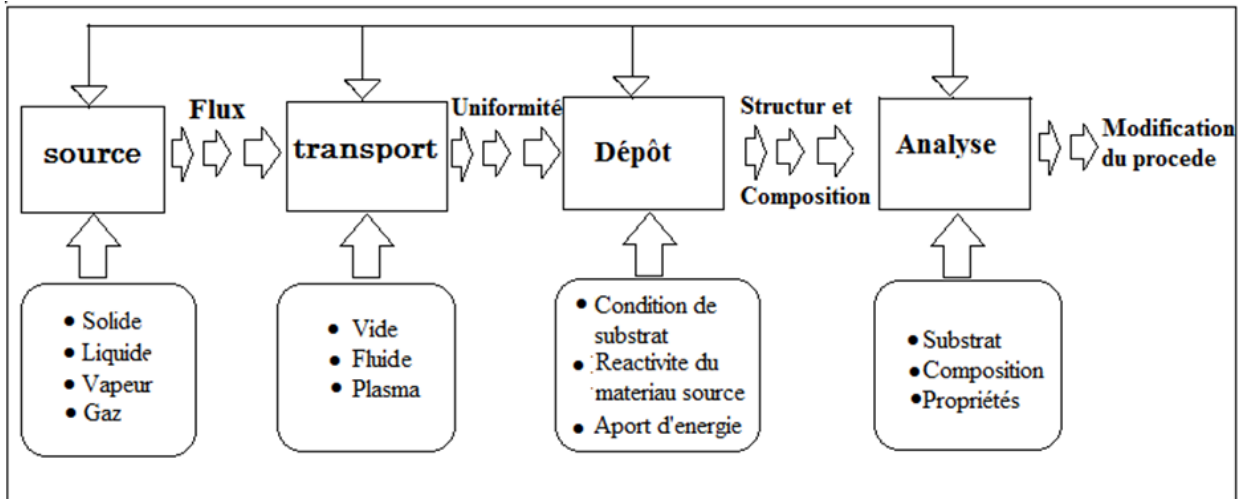 source
Flux
transport
Uniformité
Dépôt
Structur et
Composition
Analyse
Modification
du procede
• Solide
• Liquide
• Vapeur
• Gaz
• Vide
• Fluide
• Plasma
• Condition de
substrat
• Reactivite du
materiau source
• Aport d'energie
• Substrat
• Composition
• Propriétés